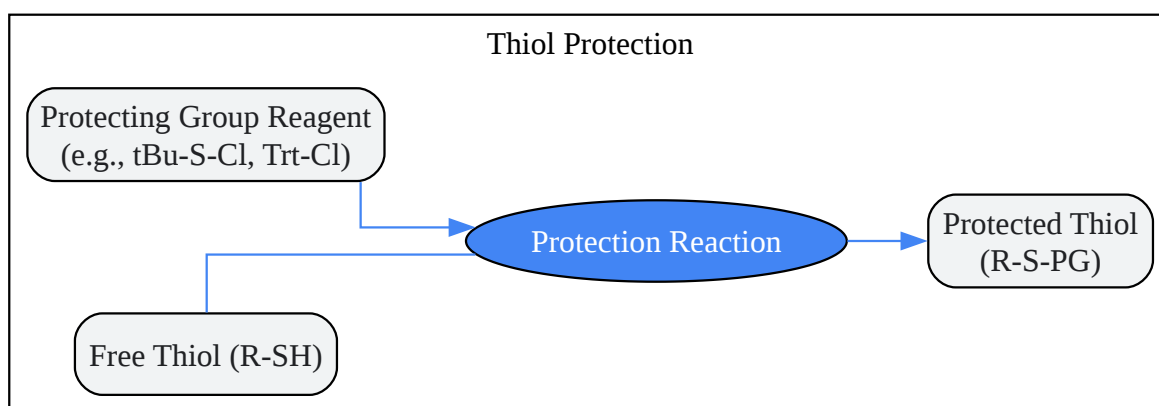 Thiol Protection
Protecting Group Reagent
(e.g., tBu-S-Cl, Trt-Cl)
Protection Reaction
Protected Thiol
(R-S-PG)
Free Thiol (R-SH)